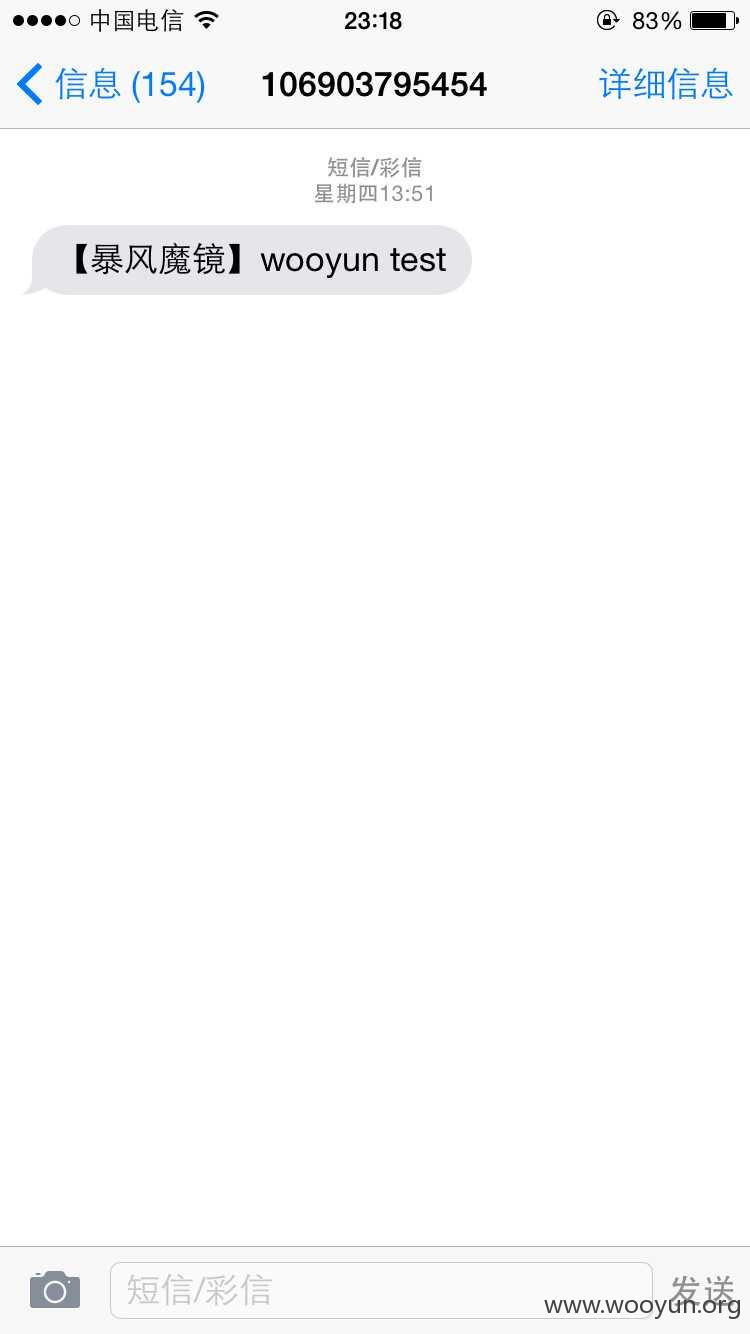 中国电信 23:18 83%
信息 (154) 106903795454 详细信息
短信/彩信
星期四13:51
【暴风魔镜】wooyun test
短信/彩信 发送
www.wooyun.org